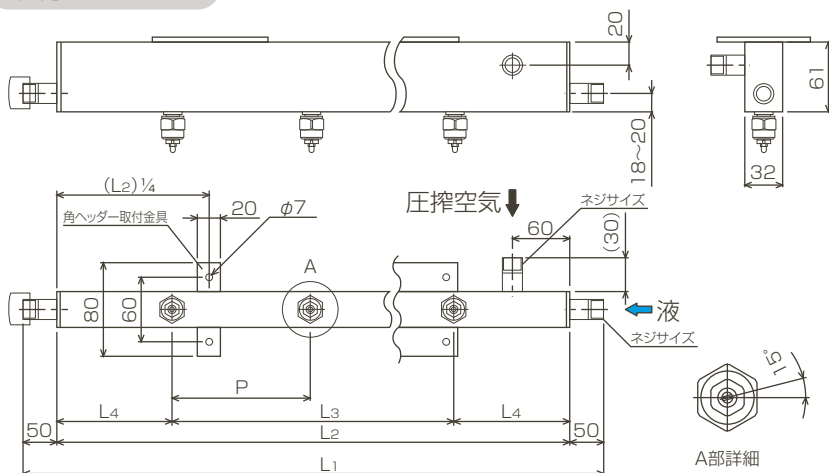 20
18~20
61
32
(L2)1/4
20
φ7
角ヘッダー取付金具
圧搾空気
ネジサイズ
60
(30)
A
80
60
液
ネジサイズ
P
L4
L3
L4
50
L2
50
L1
15°
A部詳細